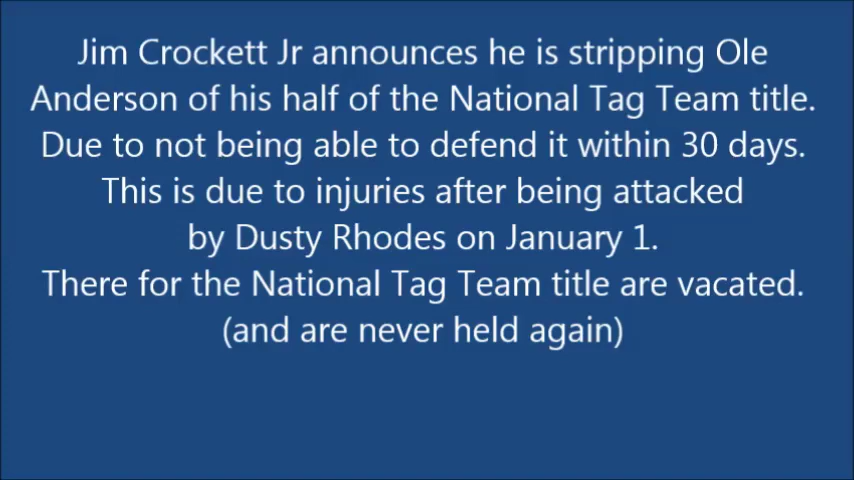 Jim Crockett Jr announces he is stripping Ole
Anderson of his half of the National Tag Team title.
Due to not being able to defend it within 30 days.
This is due to injuries after being attacked
by Dusty Rhodes on January 1.
There for the National Tag Team title are vacated.
(and are never held again)